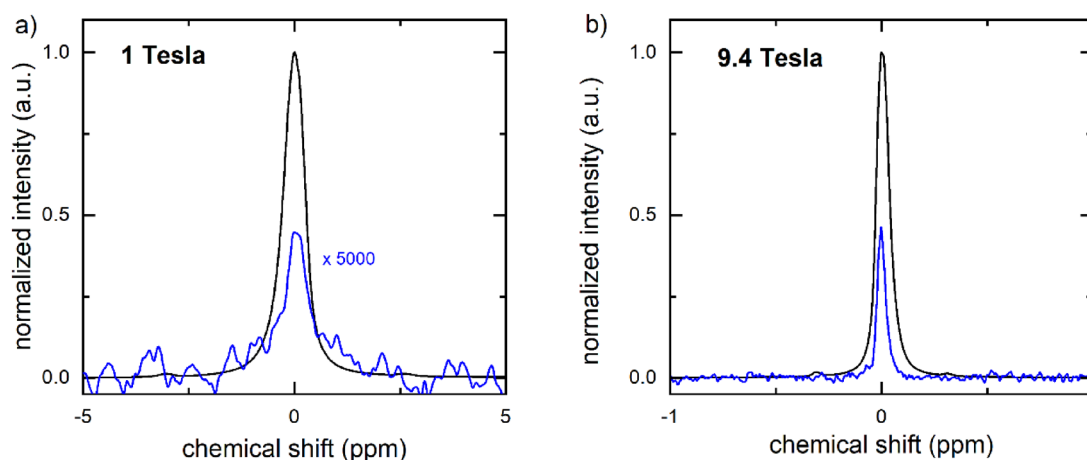 a)
1 Tesla
normalized intensity (a.u.)
1.0
0.5
0.0
x 5000
-5
0
5
chemical shift (ppm)
b)
9.4 Tesla
normalized intensity (a.u.)
1.0
0.5
0.0
-1
0
chemical shift (ppm)